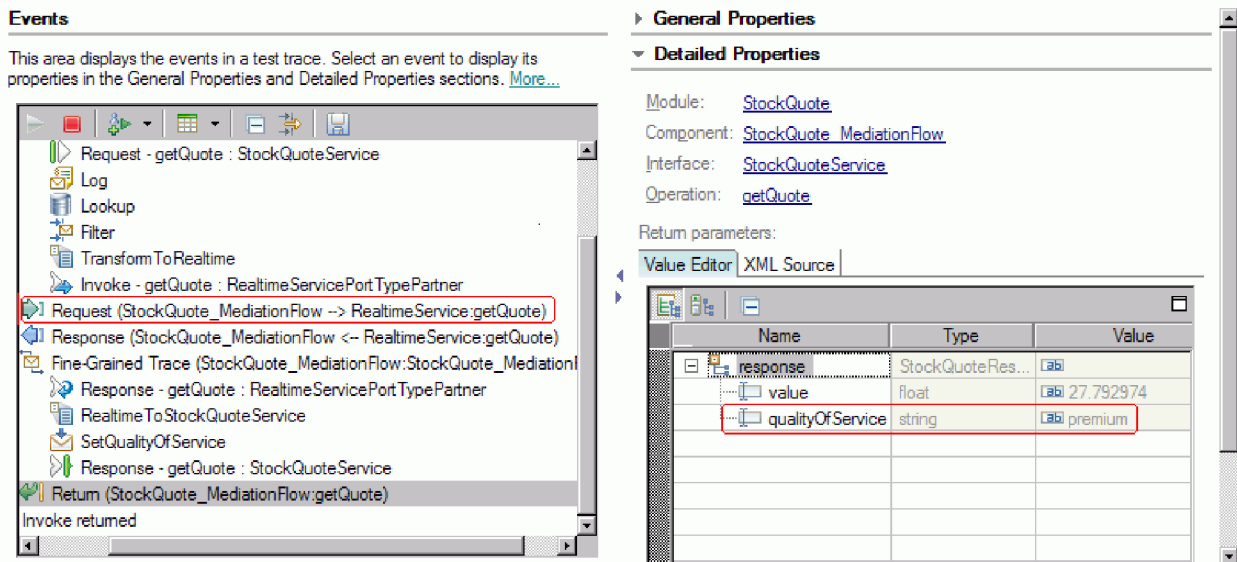 Events
This area displays the events in a test trace. Select an event to display its
properties in the General Properties and Detailed Properties sections. More...
Request - getQuote : StockQuoteService
Log
Lookup
Filter
TransformToRealtime
Invoke - getQuote : RealtimeServicePortTypePartner
Request (StockQuote_MediationFlow --> RealtimeService:getQuote)
Response (StockQuote_MediationFlow <-- RealtimeService:getQuote)
Fine-Grained Trace (StockQuote_MediationFlow:StockQuote_Mediation
Response - getQuote : RealtimeServicePortTypePartner
RealtimeToStockQuoteService
SetQualityOfService
Response - getQuote : StockQuoteService
Return (StockQuote_MediationFlow:getQuote)
Invoke returned
General Properties
Detailed Properties
Module: StockQuote
Component: StockQuote_MediationFlow
Interface: StockQuoteService
Operation: getQuote
Return parameters:
Value Editor XML Source
Name Type Value
response StockQuoteRes... ab
value float ab 27.792974
qualityOfService string ab premium